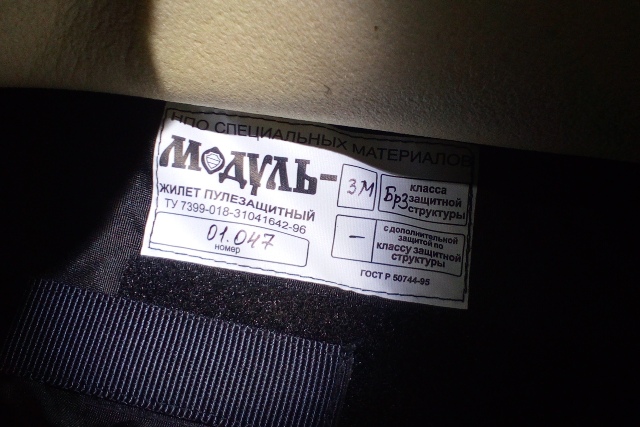 НПО СПЕЦИАЛЬНЫХ МАТЕРИАЛОВ
МОДУЛЬ-
3М
Бр3
класса
защитной
структуры
ЖИЛЕТ ПУЛЕЗАЩИТНЫЙ
ТУ 7399-018-31041642-96
01.047
номер
–
с дополнительной
защитой по
классу защитной
структуры
ГОСТ Р 50744-95